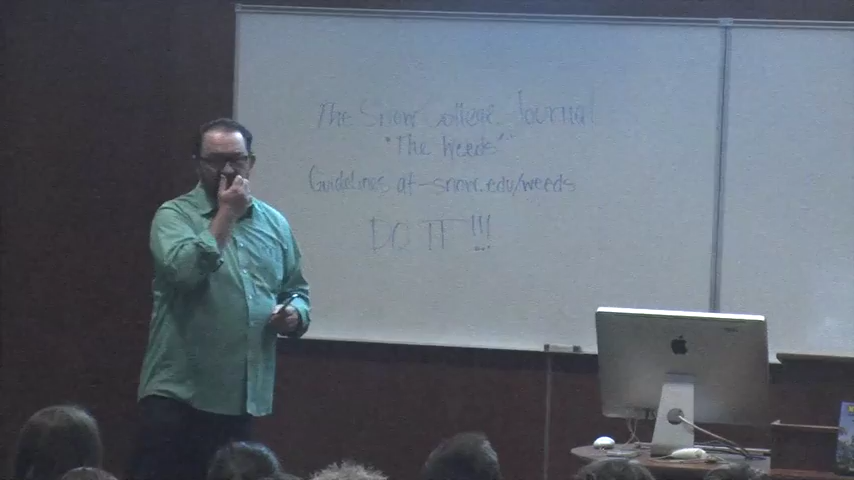 The Snow College Journal
"The Weeds"
Guidelines at - snow.edu/weeds
DO IT!!!